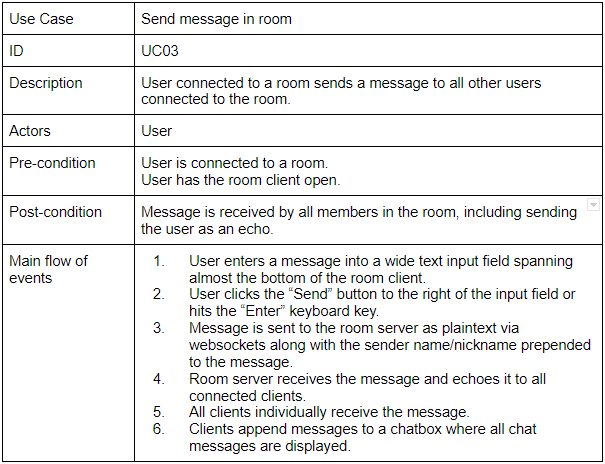 Use Case Send message in room
ID UC03
Description User connected to a room sends a message to all other users
connected to the room.
Actors User
Pre-condition User is connected to a room.
User has the room client open.
Post-condition Message is received by all members in the room, including sending
the user as an echo.
Main flow of
events
1. User enters a message into a wide text input field spanning
almost the bottom of the room client.
2. User clicks the “Send” button to the right of the input field or
hits the “Enter” keyboard key.
3. Message is sent to the room server as plaintext via
websockets along with the sender name/nickname prepended
to the message.
4. Room server receives the message and echoes it to all
connected clients.
5. All clients individually receive the message.
6. Clients append messages to a chatbox where all chat
messages are displayed.